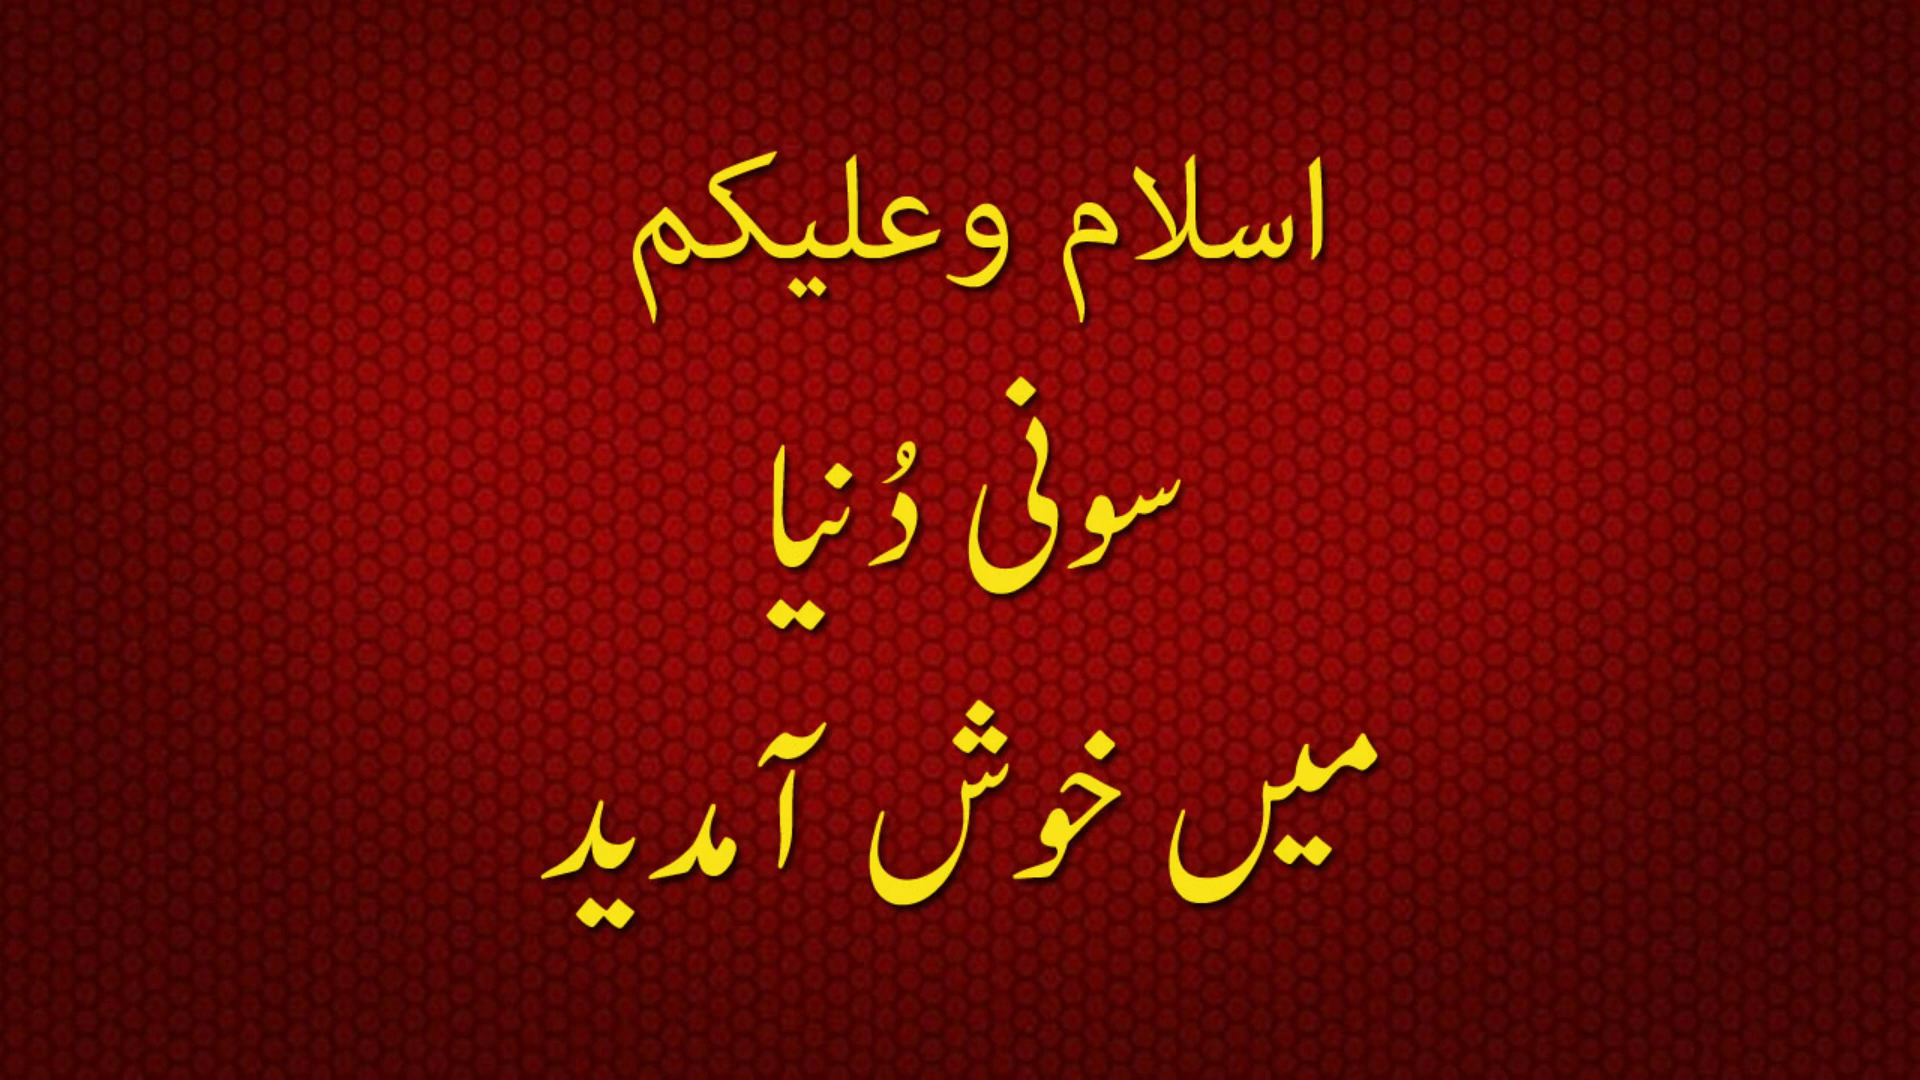 اسلام وعلیکم
سونی دُنیا
میں خوش آمدید